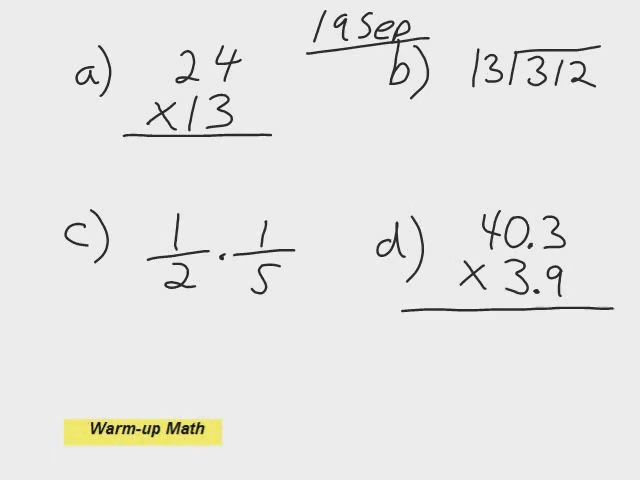 19 Sep
a) 24
×13
b) 13)312
c) 1/2 · 1/5
d) 40.3
× 3.9
Warm-up Math